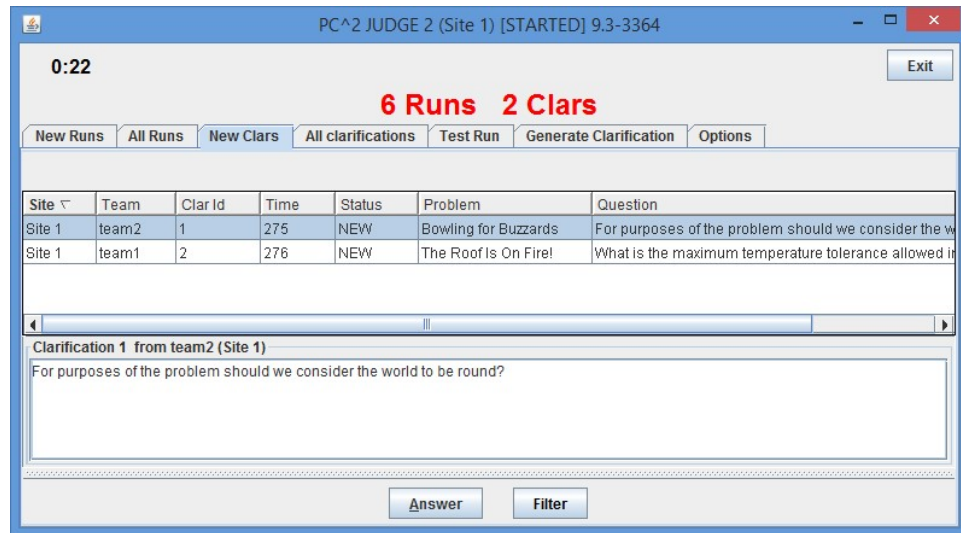 PC^2 JUDGE 2 (Site 1) [STARTED] 9.3-3364
0:22 Exit
6 Runs 2 Clars
New Runs All Runs New Clars All clarifications Test Run Generate Clarification Options
Site Team Clar Id Time Status Problem Question
Site 1 team2 1 275 NEW Bowling for Buzzards For purposes of the problem should we consider the w
Site 1 team1 2 276 NEW The Roof Is On Fire! What is the maximum temperature tolerance allowed in
Clarification 1 from team2 (Site 1)
For purposes of the problem should we consider the world to be round?
Answer Filter